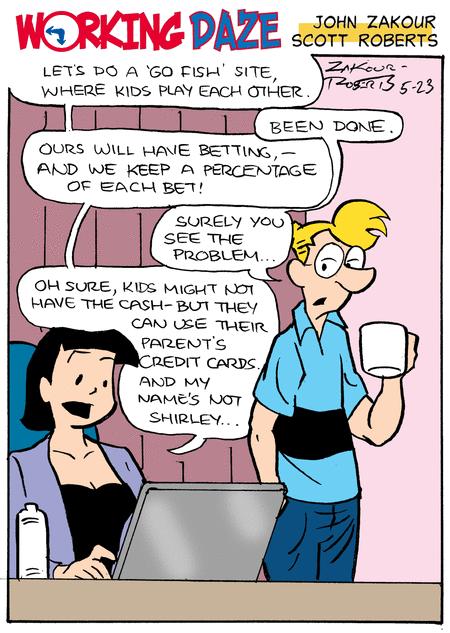 WORKING DAZE
JOHN ZAKOUR
SCOTT ROBERTS
LET'S DO A 'GO FISH' SITE,
WHERE KIDS PLAY EACH OTHER.
ZAKOUR-
ROBERTS 5-23
BEEN DONE.
OURS WILL HAVE BETTING,—
AND WE KEEP A PERCENTAGE
OF EACH BET!
SURELY YOU
SEE THE
PROBLEM...
OH SURE, KIDS MIGHT NOT
HAVE THE CASH-BUT THEY
CAN USE THEIR
PARENT'S
CREDIT CARDS.
AND MY
NAME'S NOT
SHIRLEY...